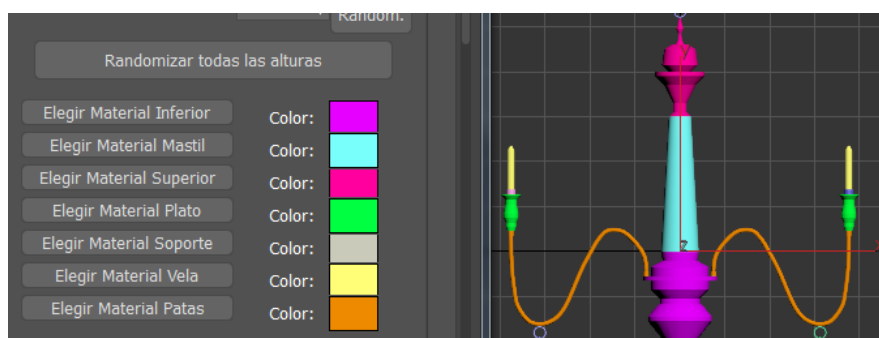 Random.
Randomizar todas las alturas
Elegir Material Inferior Color:
Elegir Material Mastil Color:
Elegir Material Superior Color:
Elegir Material Plato Color:
Elegir Material Soporte Color:
Elegir Material Vela Color:
Elegir Material Patas Color:
y
z